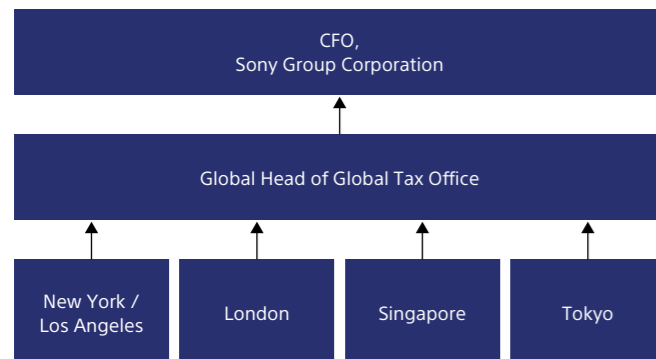 CFO,
Sony Group Corporation
Global Head of Global Tax Office
New York /
Los Angeles
London
Singapore
Tokyo